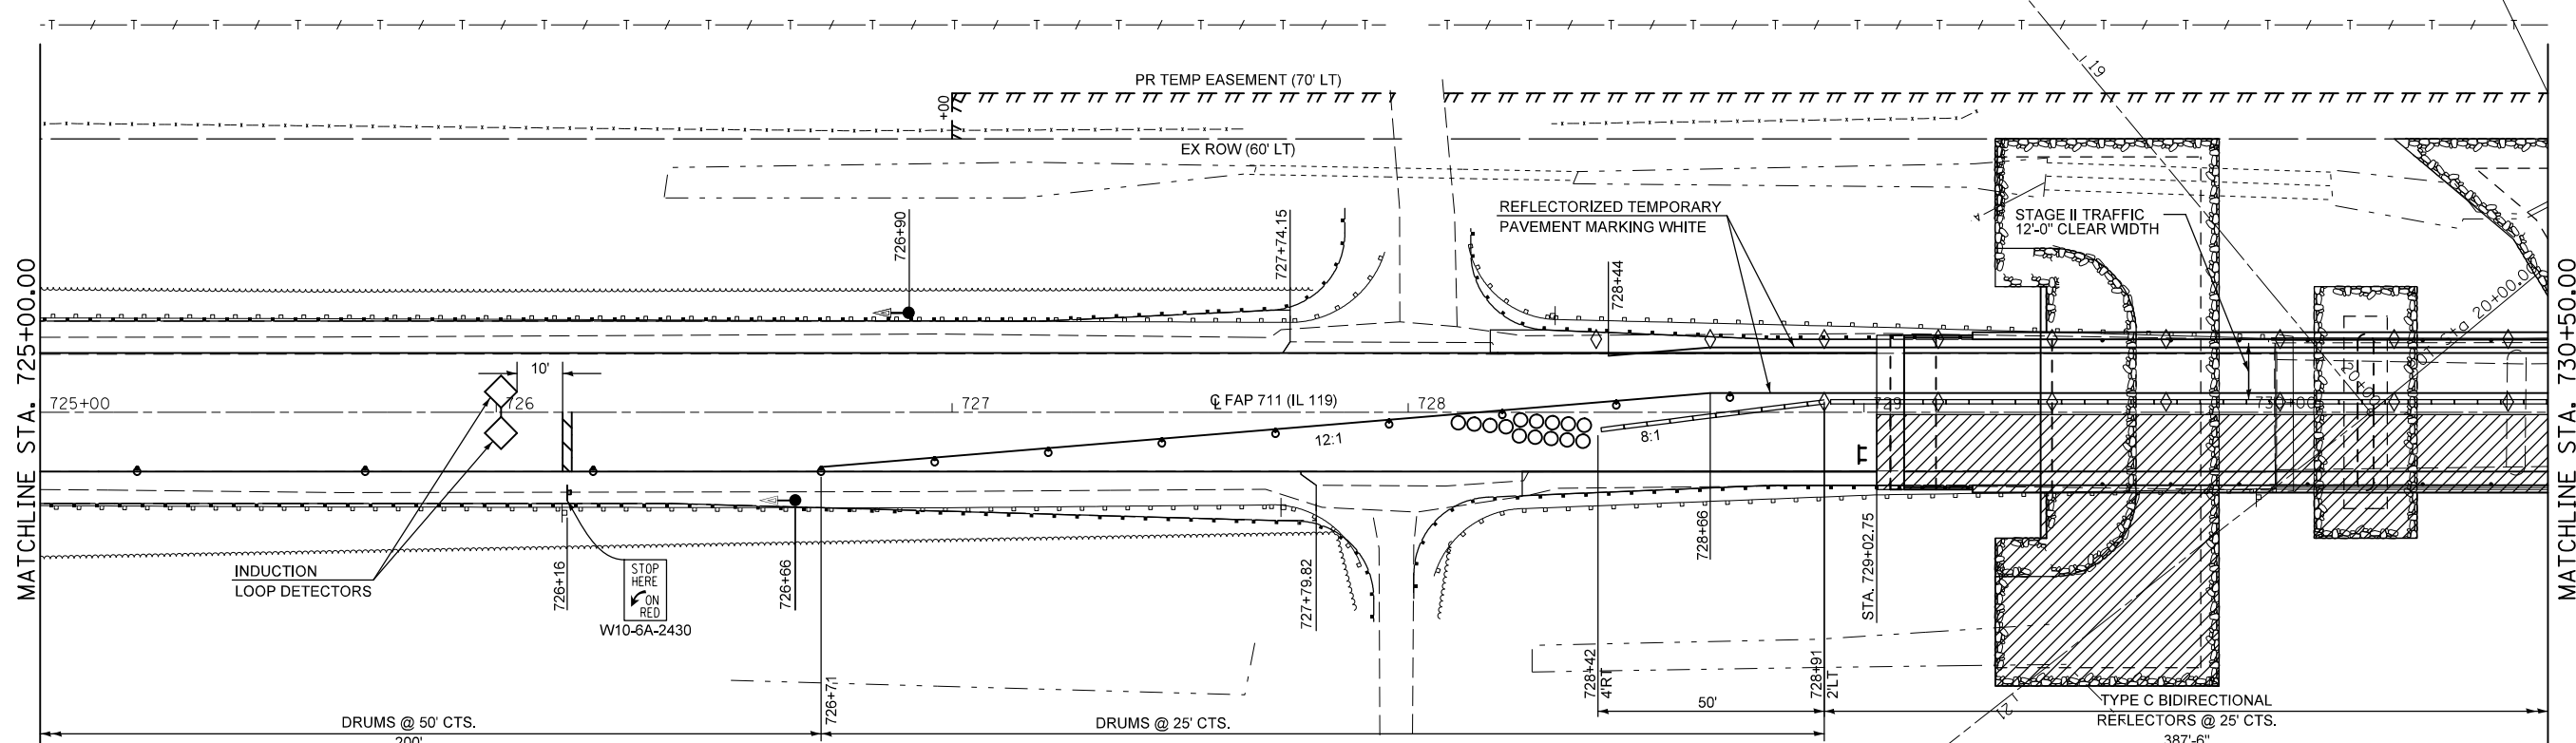 T T T T T T T T T T T T T T T T T T T T T T T T T T T T T T
PR TEMP EASEMENT (70' LT)
+00
EX ROW (60' LT)
119
REFLECTORIZED TEMPORARY
PAVEMENT MARKING WHITE
STAGE II TRAFFIC
12'-0" CLEAR WIDTH
726+90
727+74.15
728+44
MATCHLINE STA. 725+00.00
MATCHLINE STA. 730+50.00
10'
725+00
726
727
℄ FAP 711 (IL 119)
728
729
730+00
12:1
8:1
INDUCTION
LOOP DETECTORS
726+16
STOP
HERE
ON
RED
W10-6A-2430
726+66
726+71
727+79.82
728+42
4'RT
728+66
728+91
2'LT
STA. 729+02.75
50'
121
TYPE C BIDIRECTIONAL
REFLECTORS @ 25' CTS.
387'-6"
DRUMS @ 50' CTS.
200'
DRUMS @ 25' CTS.